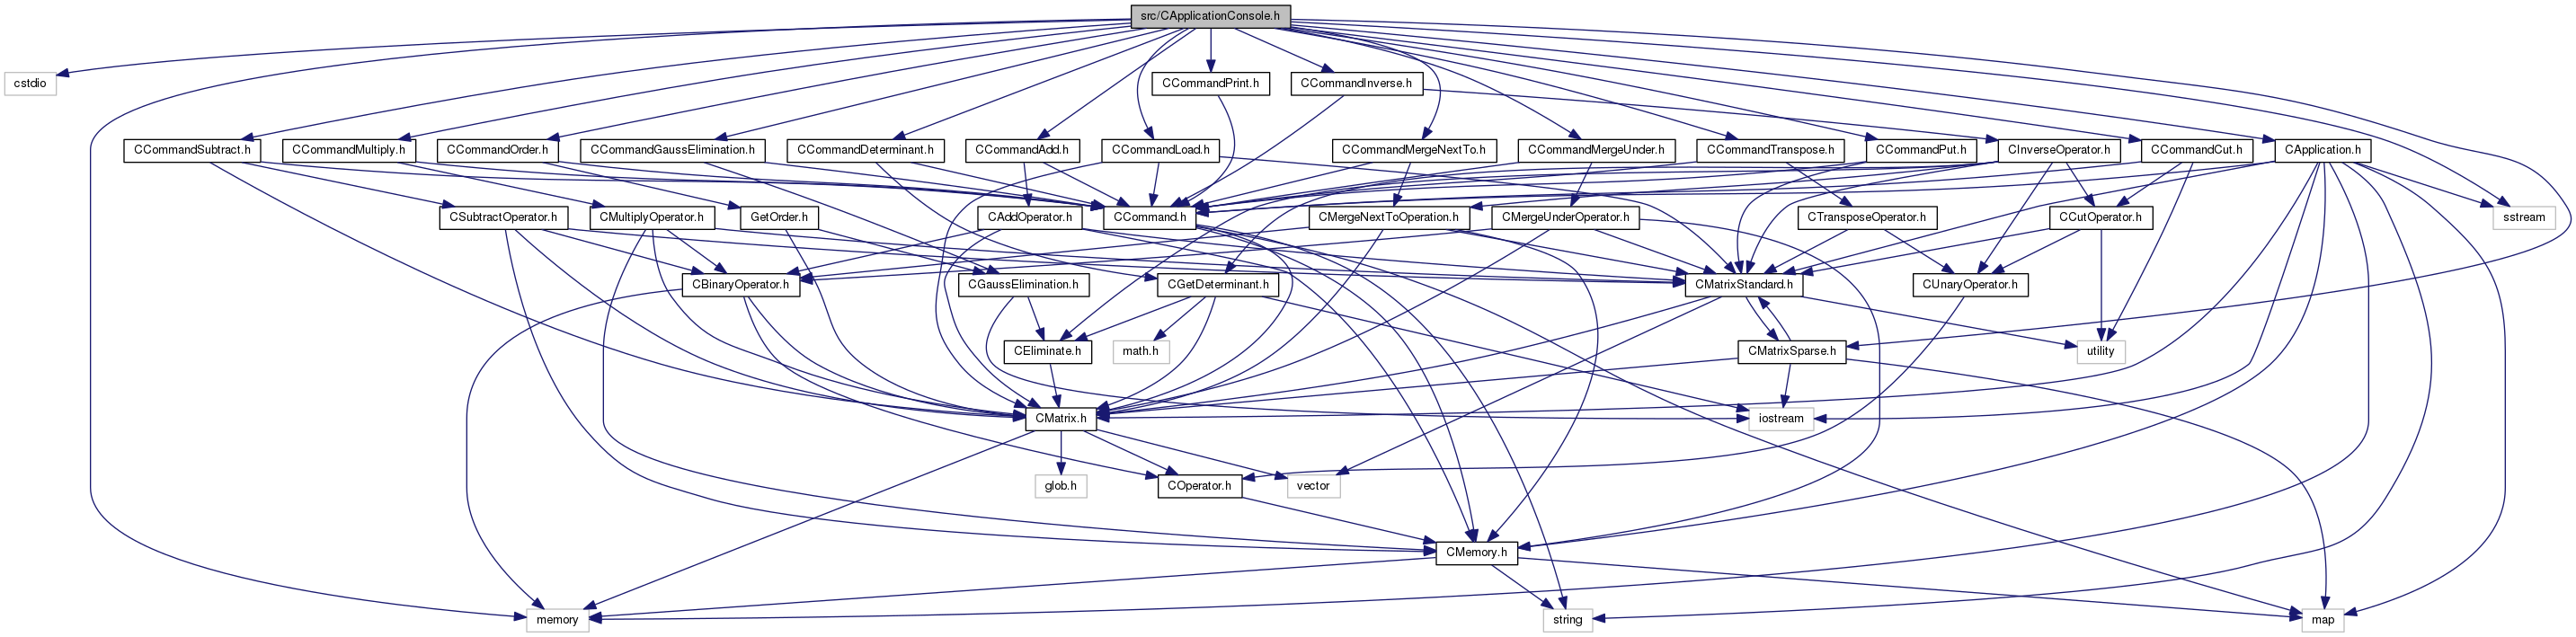 src/CApplicationConsole.h
cstdio
CCommandPrint.h
CCommandInverse.h
CCommandSubtract.h
CCommandMultiply.h
CCommandOrder.h
CCommandGaussElimination.h
CCommandDeterminant.h
CCommandAdd.h
CCommandLoad.h
CCommandMergeNextTo.h
CCommandMergeUnder.h
CCommandTranspose.h
CCommandPut.h
CInverseOperator.h
CCommandCut.h
CApplication.h
CSubtractOperator.h
CMultiplyOperator.h
GetOrder.h
CAddOperator.h
CCommand.h
CMergeNextToOperation.h
CMergeUnderOperator.h
CTransposeOperator.h
CCutOperator.h
sstream
CBinaryOperator.h
CGaussElimination.h
CGetDeterminant.h
CMatrixStandard.h
CUnaryOperator.h
CEliminate.h
math.h
CMatrixSparse.h
utility
CMatrix.h
iostream
glob.h
COperator.h
vector
CMemory.h
memory
string
map